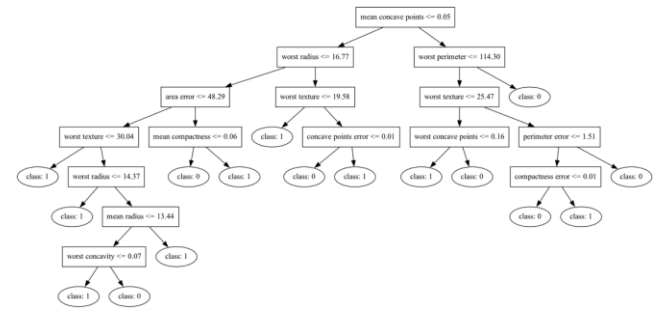 mean concave points <= 0.05
worst radius <= 16.77
worst perimeter <= 114.30
area error <= 48.29
worst texture <= 19.58
worst texture <= 25.47
class: 0
worst texture <= 30.04
mean compactness <= 0.06
class: 1
concave points error <= 0.01
worst concave points <= 0.16
perimeter error <= 1.51
class: 1
worst radius <= 14.37
class: 0
class: 1
class: 0
class: 1
class: 1
class: 0
compactness error <= 0.01
class: 0
class: 1
mean radius <= 13.44
class: 0
class: 1
worst concavity <= 0.07
class: 1
class: 1
class: 0